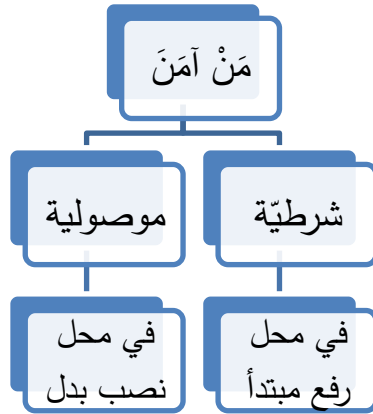 مَنْ آمَنَ
شرطيّة
موصولية
في محل
رفع مبتدأ
في محل
نصب بدل